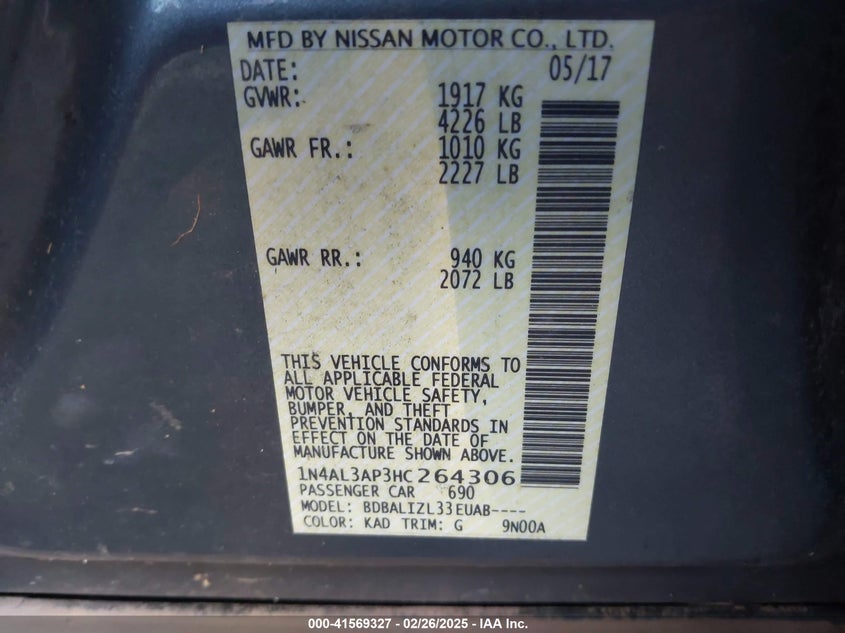 MFD BY NISSAN MOTOR CO., LTD.
DATE: 05/17
GVWR: 1917 KG
4226 LB
GAWR FR.: 1010 KG
2227 LB
GAWR RR.: 940 KG
2072 LB
THIS VEHICLE CONFORMS TO
ALL APPLICABLE FEDERAL
MOTOR VEHICLE SAFETY,
BUMPER, AND THEFT
PREVENTION STANDARDS IN
EFFECT ON THE DATE OF
MANUFACTURE SHOWN ABOVE.
1N4AL3AP3HC264306
PASSENGER CAR 690
MODEL: BDBALIZL33EUAB----
COLOR: KAD TRIM: G 9N00A
000-41569327 - 02/26/2025 - IAA Inc.